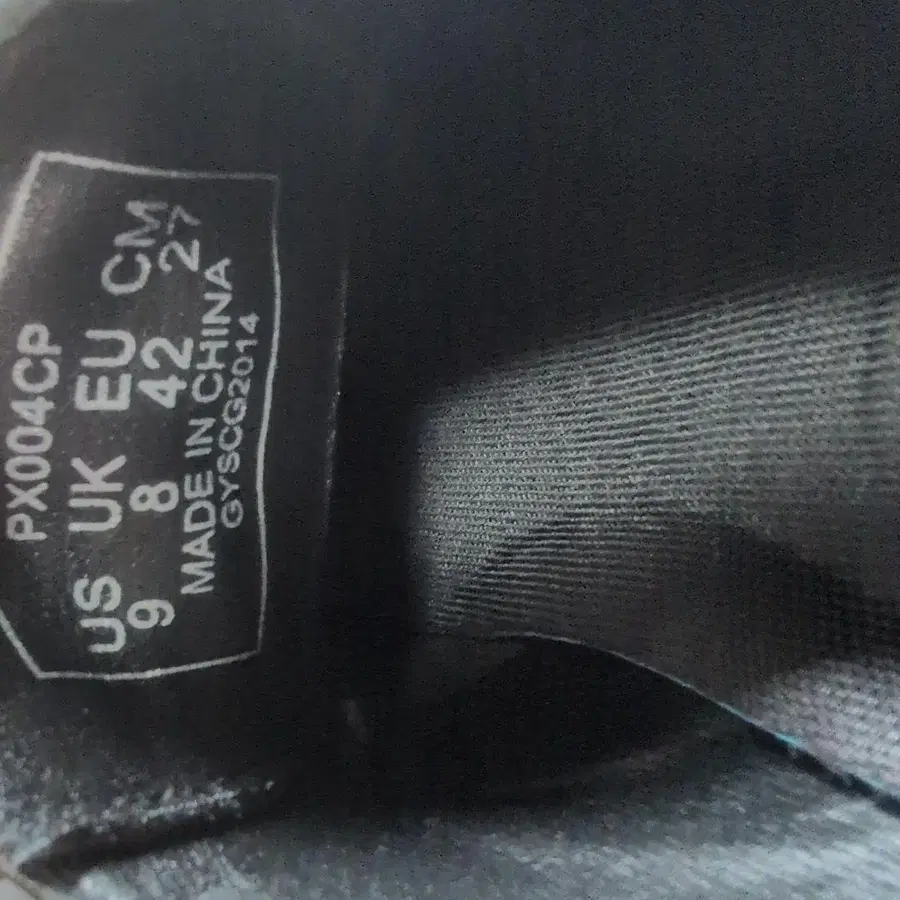 PX004CP
US UK EU CM
9 8 42 27
MADE IN CHINA
GYSCG2014